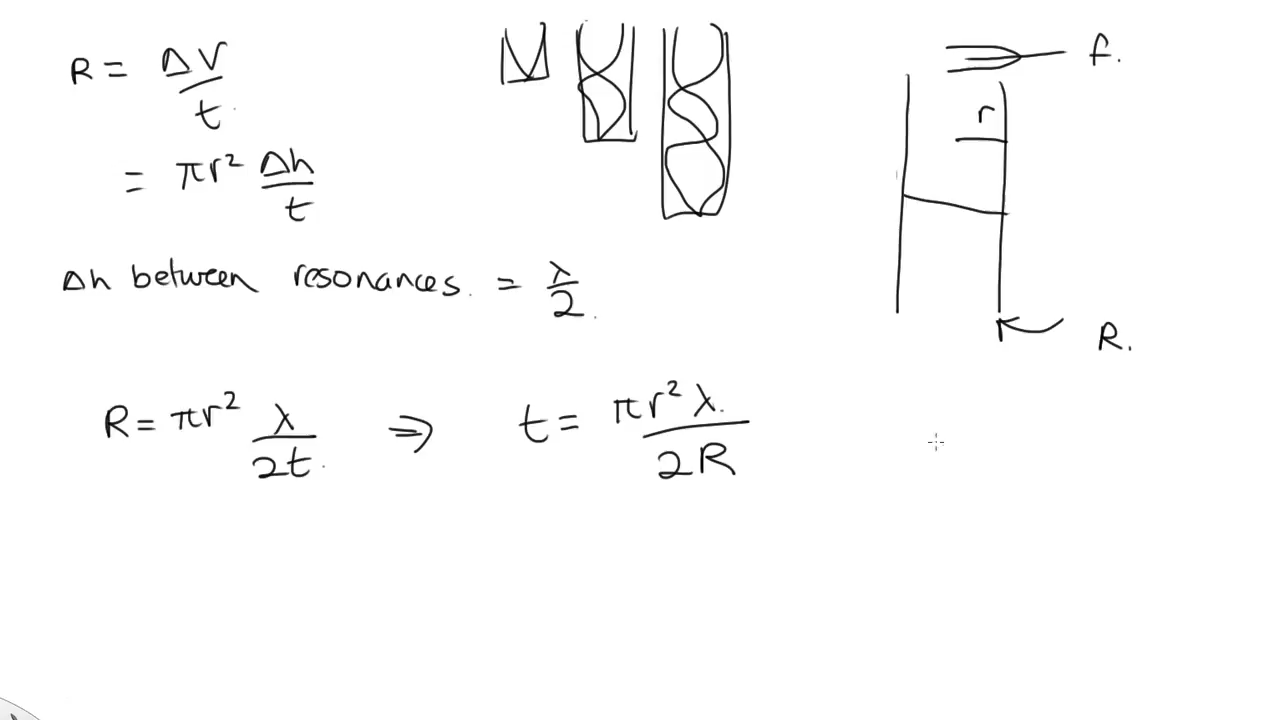 R = ΔV/t
= πr² Δh/t
Δh between resonances = λ/2.
R = πr² λ/2t. ⇒ t = πr²λ/2R
f.
r
R.